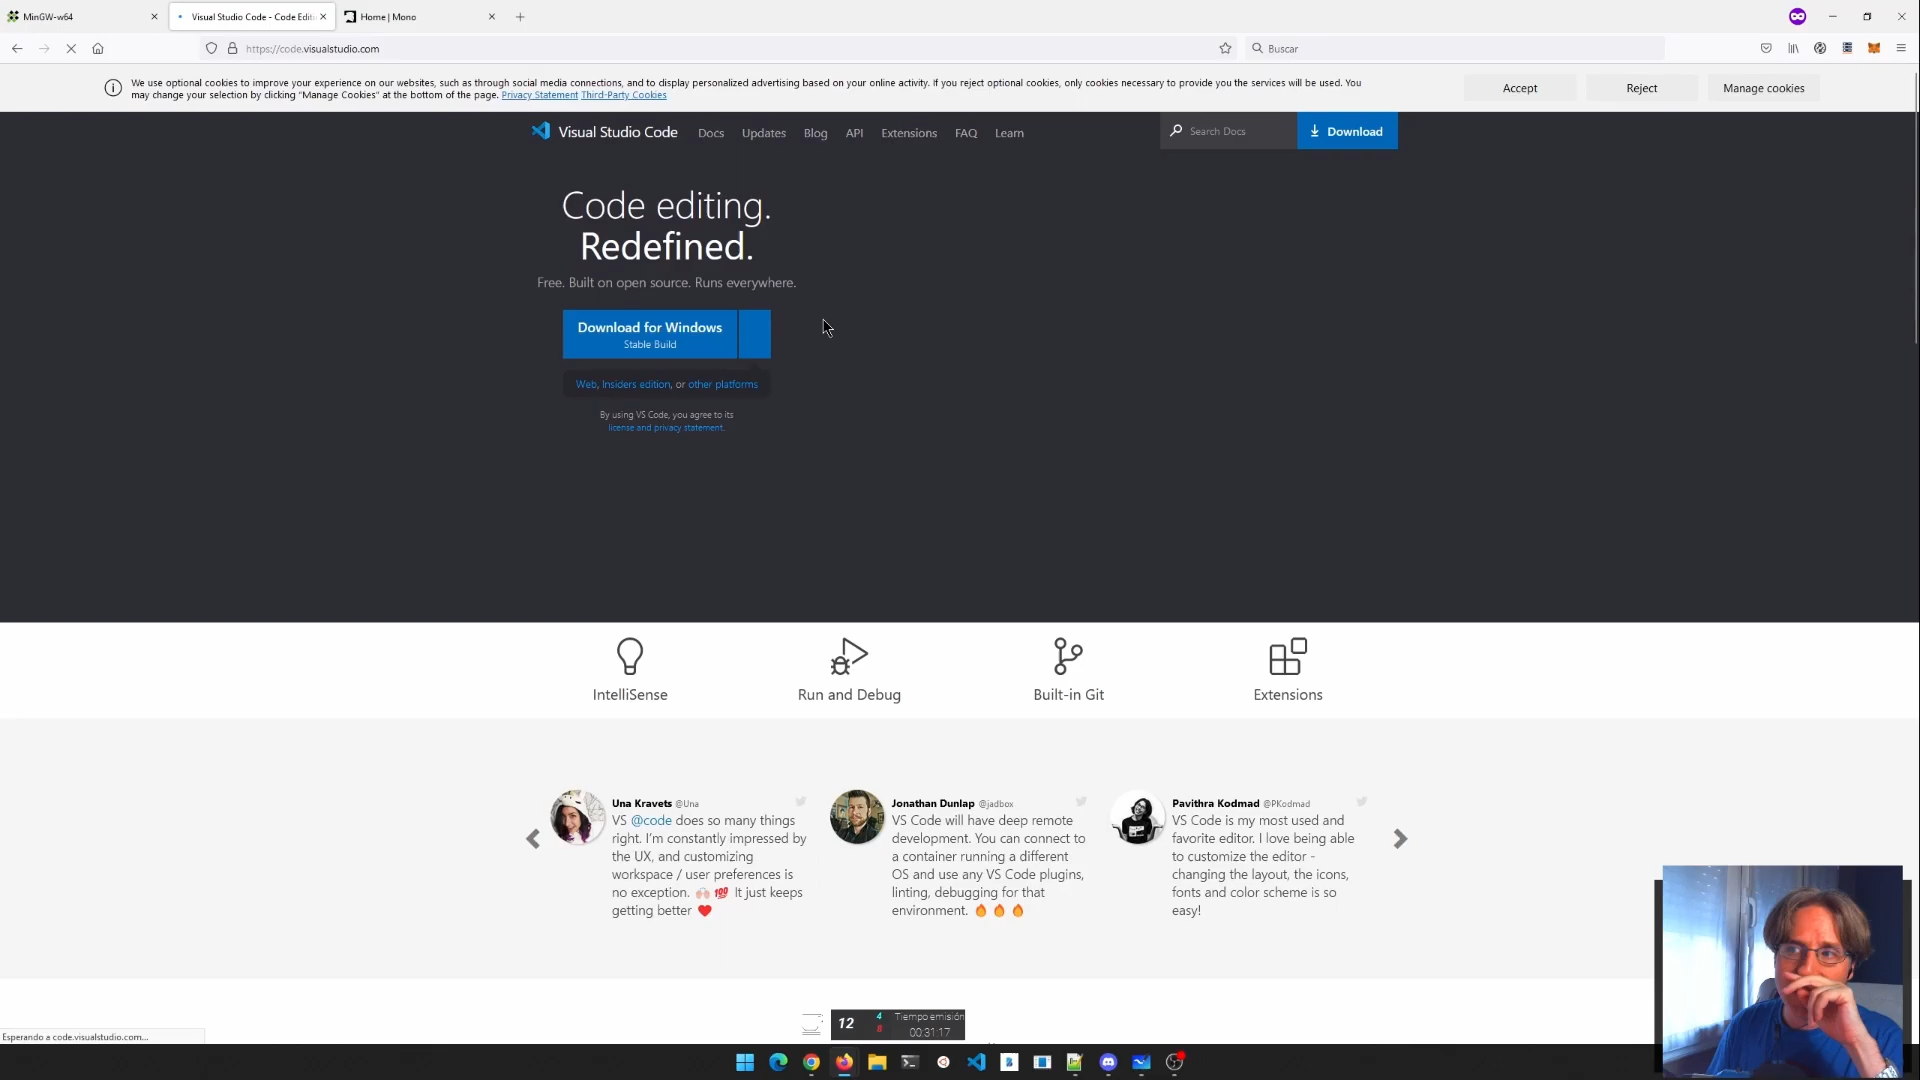 MinGW-w64
Visual Studio Code - Code Edit
Home | Mono
https://code.visualstudio.com
Buscar
We use optional cookies to improve your experience on our websites, such as through social media connections, and to display personalized advertising based on your online activity. If you reject optional cookies, only cookies necessary to provide you the services will be used. You
may change your selection by clicking "Manage Cookies" at the bottom of the page. Privacy Statement Third-Party Cookies
Accept
Reject
Manage cookies
Visual Studio Code
Docs
Updates
Blog
API
Extensions
FAQ
Learn
Search Docs
Download
Code editing.
Redefined.
Free. Built on open source. Runs everywhere.
Download for Windows
Stable Build
Web, Insiders edition, or other platforms
By using VS Code, you agree to its
license and privacy statement.
IntelliSense
Run and Debug
Built-in Git
Extensions
Una Kravets @Una
VS @code does so many things
right. I'm constantly impressed by
the UX, and customizing
workspace / user preferences is
no exception. 🙌🏻 💯 It just keeps
getting better ❤️
Jonathan Dunlap @jadbox
VS Code will have deep remote
development. You can connect to
a container running a different
OS and use any VS Code plugins,
linting, debugging for that
environment. 🔥 🔥 🔥
Pavithra Kodmad @PKodmad
VS Code is my most used and
favorite editor. I love being able
to customize the editor -
changing the layout, the icons,
fonts and color scheme is so
easy!
12
4
8
Tiempo emisión
00:31:17
Esperando a code.visualstudio.com...